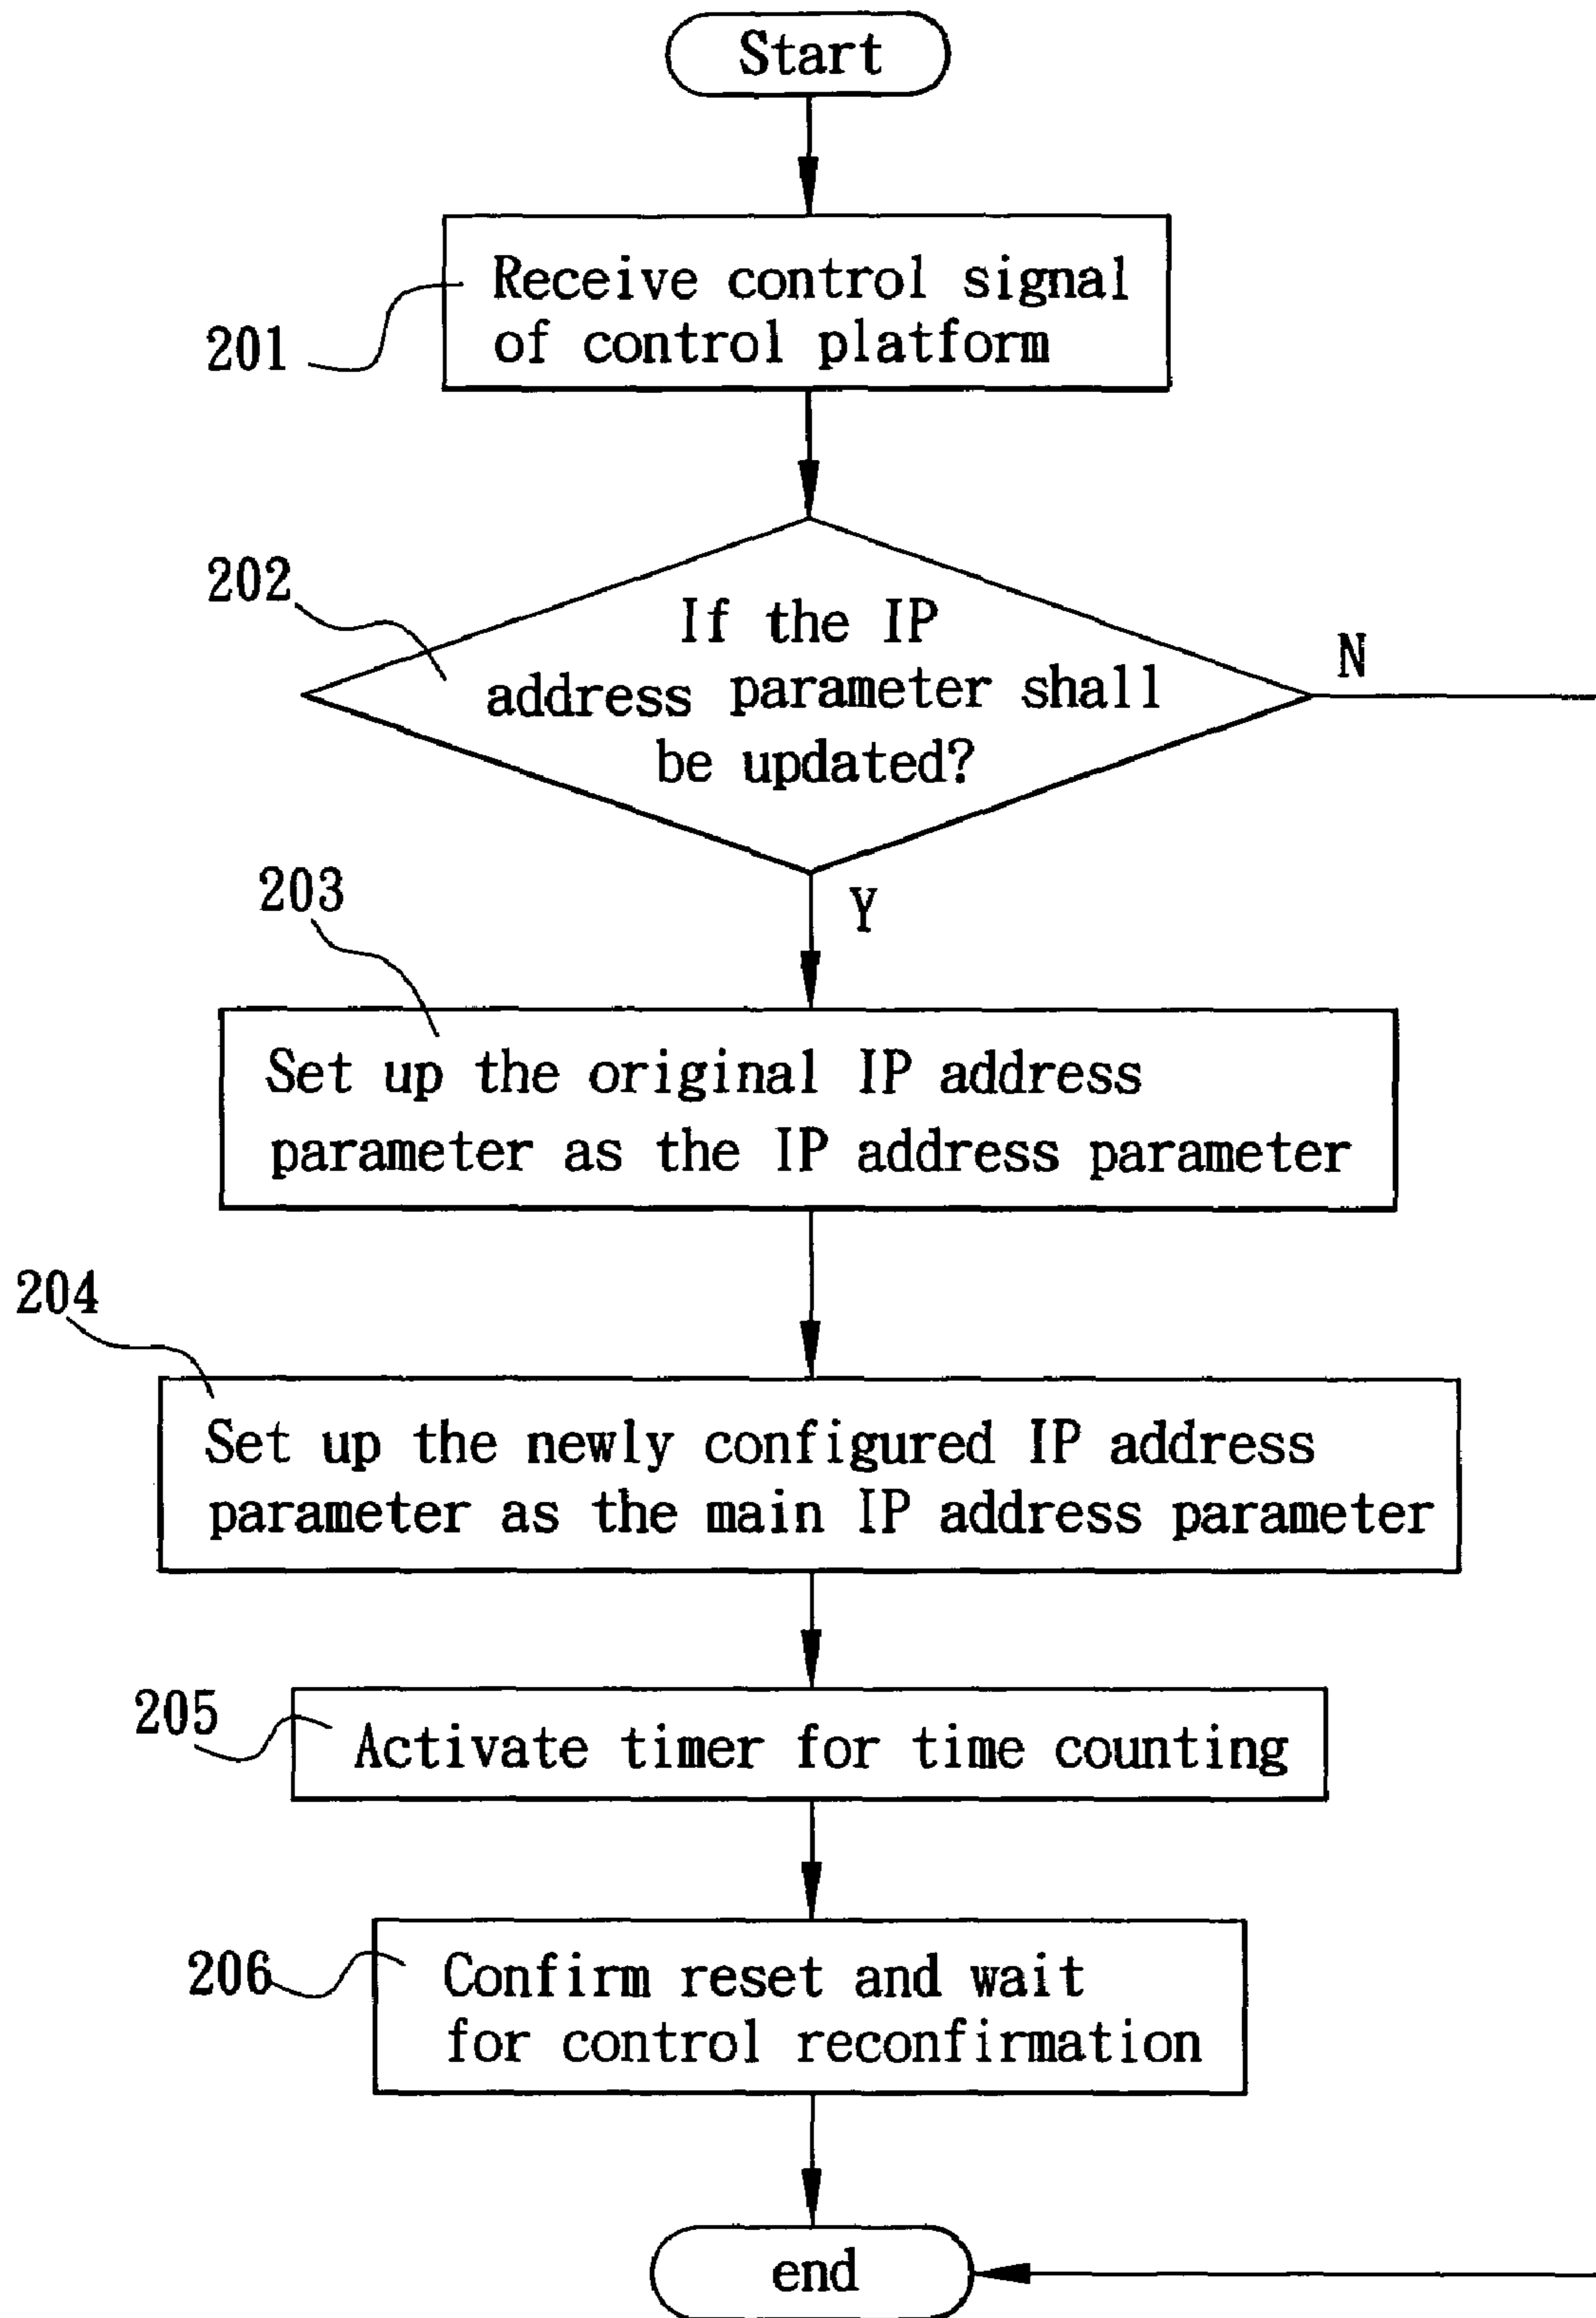 Start
Receive control signal
of control platform
201
202
If the IP
address parameter shall
be updated?
N
Y
203
Set up the original IP address
parameter as the IP address parameter
204
Set up the newly configured IP address
parameter as the main IP address parameter
205
Activate timer for time counting
206
Confirm reset and wait
for control reconfirmation
end